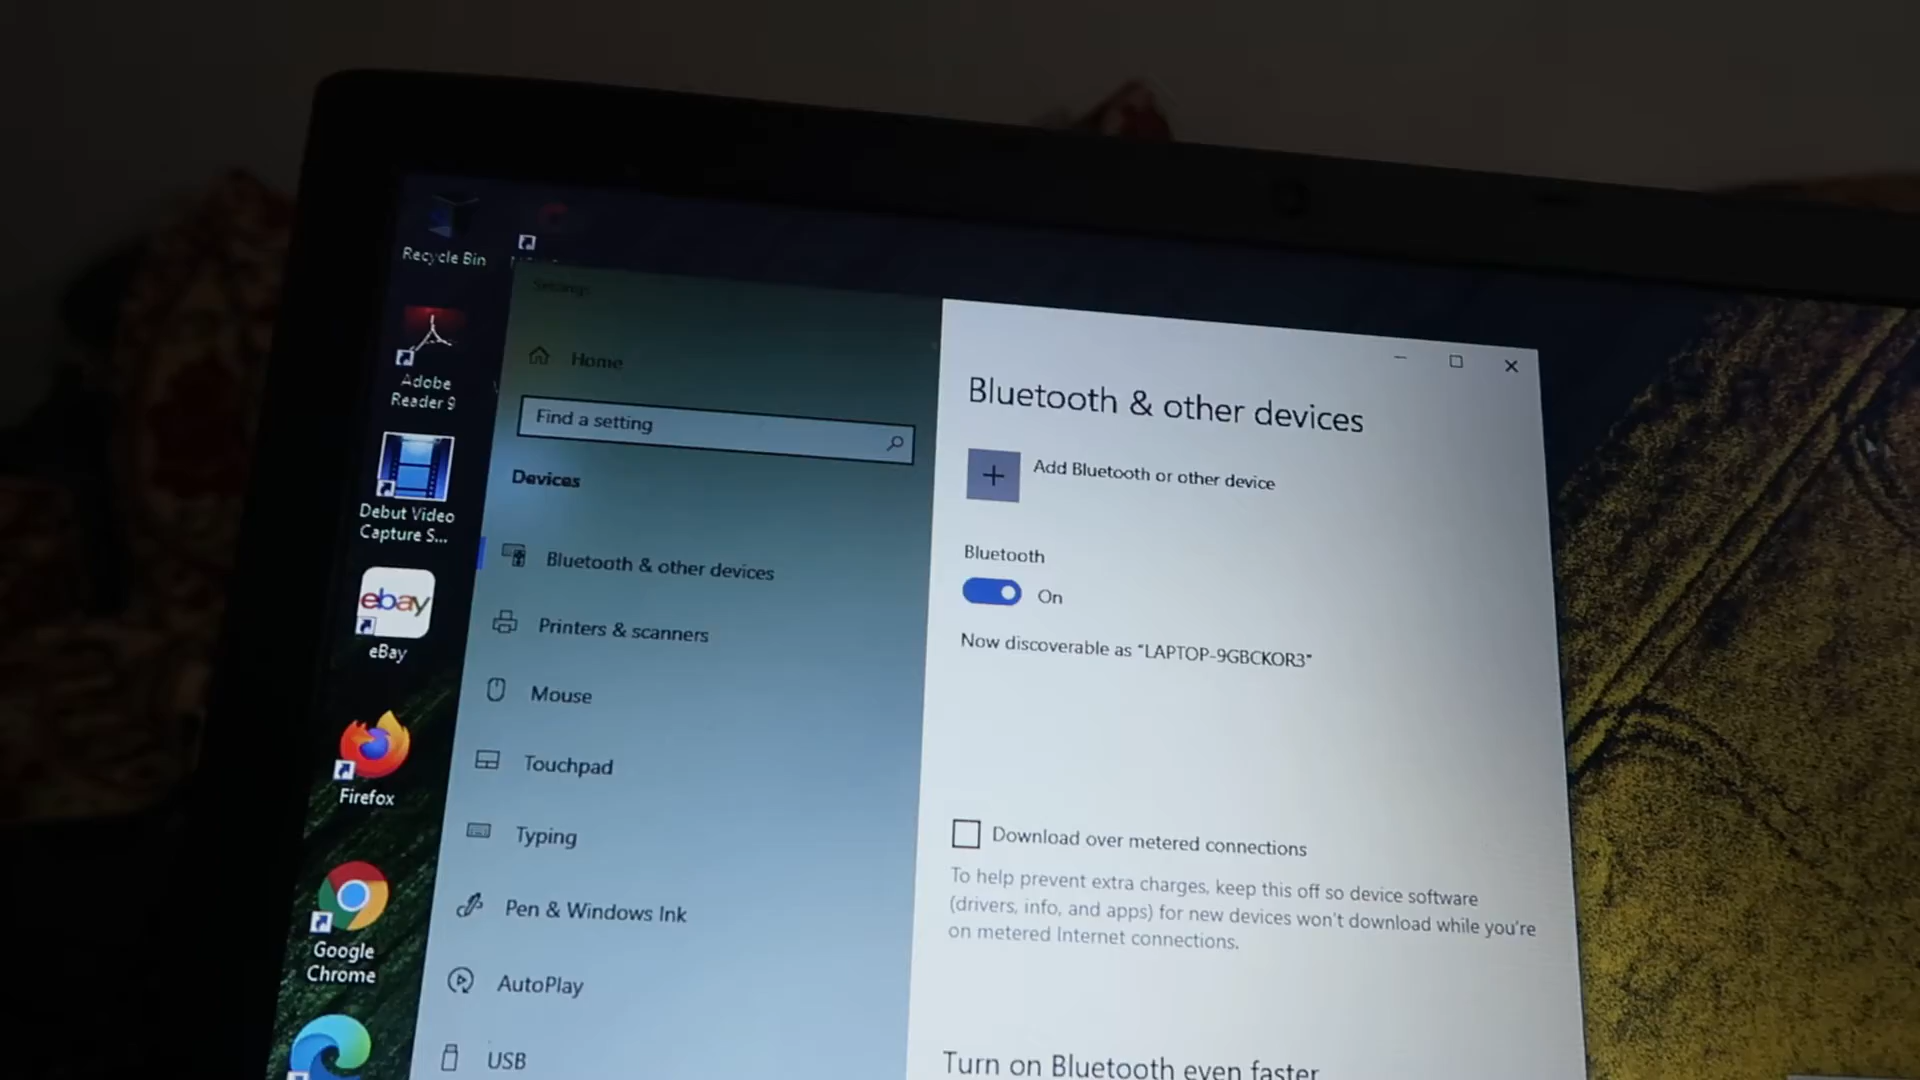 Recycle Bin
Adobe
Reader 9
Debut Video
Capture S...
ebay
eBay
Firefox
Google
Chrome
Settings
Home
Find a setting
Devices
Bluetooth & other devices
Printers & scanners
Mouse
Touchpad
Typing
Pen & Windows Ink
AutoPlay
USB
Bluetooth & other devices
Add Bluetooth or other device
Bluetooth
On
Now discoverable as "LAPTOP-9GBCKOR3"
Download over metered connections
To help prevent extra charges, keep this off so device software
(drivers, info, and apps) for new devices won't download while you're
on metered Internet connections.
Turn on Bluetooth even faster